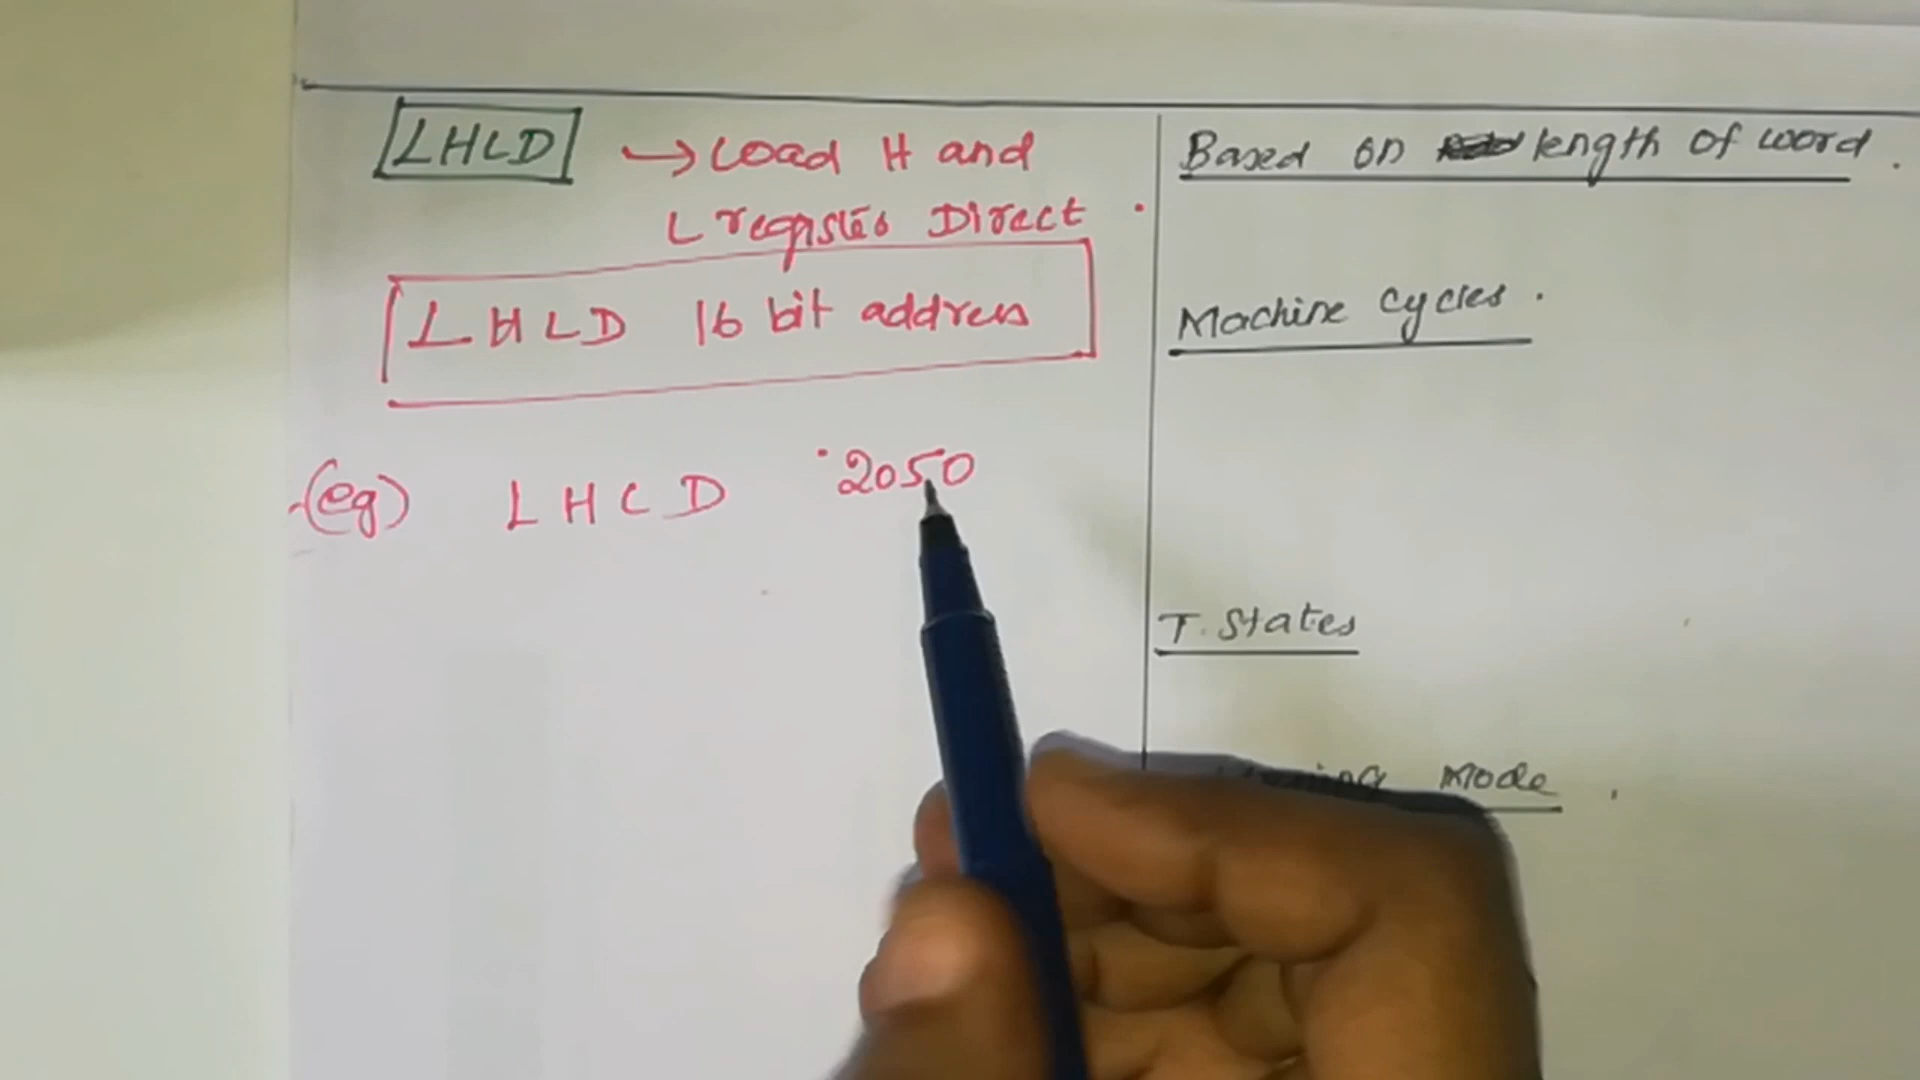 LHLD → Load H and
L register Direct.
LHLD 16 bit address
(eg) LHLD 2050
Based on length of word.
Machine cycles.
T. States
Mode.